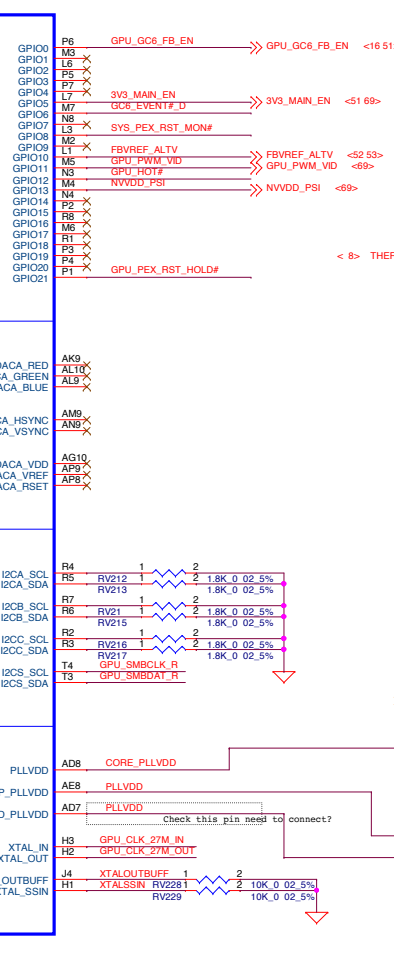 GPIO0 P6 GPU_GC6_FB_EN GPU_GC6_FB_EN <16 51
GPIO1 M3
GPIO2 L6
GPIO3 P5
GPIO4 P7
GPIO5 L7 3V3_MAIN_EN 3V3_MAIN_EN <51 69>
GPIO6 M7 GC6_EVENT#_D
GPIO7 N8
GPIO8 L3 SYS_PEX_RST_MON#
GPIO9 M2
GPIO10 L1 FBVREF_ALTV FBVREF_ALTV <52 53>
GPIO11 M5 GPU_PWM_VID GPU_PWM_VID <69>
GPIO12 N3 GPU_HOT#
GPIO13 M4 NVVDD_PSI NVVDD_PSI <69>
GPIO14 N4
GPIO15 P2
GPIO16 R8
GPIO17 M6
GPIO18 R1
GPIO19 P3 < 8> THEF
GPIO20 P4
GPIO21 P1 GPU_PEX_RST_HOLD#
DACA_RED AK9
CA_GREEN AL10
CA_BLUE AL9
CA_HSYNC AM9
CA_VSYNC AN9
DACA_VDD AG10
ACA_VREF AP9
ACA_RSET AP8
I2CA_SCL R4 1 2
I2CA_SDA R5 RV212 1 2 1.8K_0 02_5%
RV213 1.8K_0 02_5%
I2CB_SCL R7 1 2
I2CB_SDA R6 RV21 1 2 1.8K_0 02_5%
RV215 1.8K_0 02_5%
I2CC_SCL R2 1 2
I2CC_SDA R3 RV216 1 2 1.8K_0 02_5%
RV217 1.8K_0 02_5%
I2CS_SCL T4 GPU_SMBCLK_R
I2CS_SDA T3 GPU_SMBDAT_R
PLLVDD AD8 CORE_PLLVDD
P_PLLVDD AE8 PLLVDD
D_PLLVDD AD7 PLLVDD
Check this pin need to connect?
XTAL_IN H3 GPU_CLK_27M_IN
XTAL_OUT H2 GPU_CLK_27M_OUT
OUTBUFF J4 XTALOUTBUFF 1 2
TAL_SSIN H1 XTALSSIN RV228 1 2 10K_0 02_5%
RV229 10K_0 02_5%